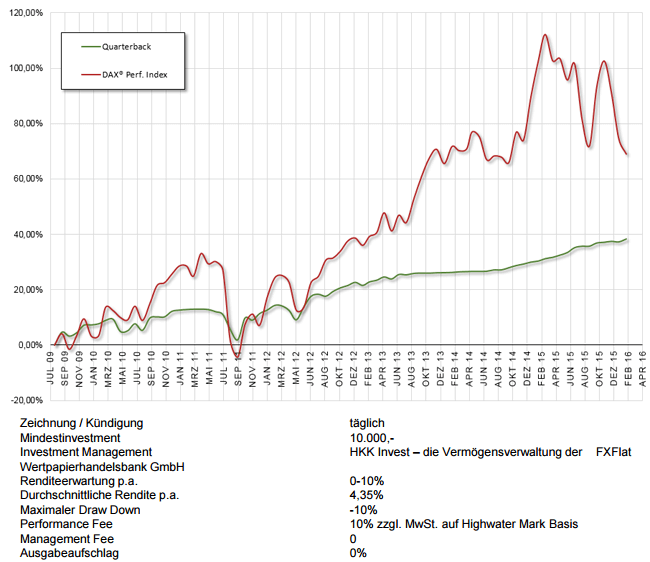 120,00%
100,00%
80,00%
60,00%
40,00%
20,00%
0,00%
-20,00%
Quarterback
DAX® Perf. Index
JUL 09
SEP 09
NOV 09
JAN 10
MRZ 10
MAI 10
JUL 10
SEP 10
NOV 10
JAN 11
MRZ 11
MAI 11
JUL 11
SEP 11
NOV 11
JAN 12
MRZ 12
APR 12
JUN 12
AUG 12
OKT 12
DEZ 12
FEB 13
APR 13
JUN 13
AUG 13
OKT 13
DEZ 13
FEB 14
APR 14
JUN 14
AUG 14
OKT 14
DEZ 14
FEB 15
APR 15
JUN 15
AUG 15
OKT 15
DEZ 15
FEB 16
APR 16
Zeichnung / Kündigung täglich
Mindestinvestment 10.000,-
Investment Management HKK Invest – die Vermögensverwaltung der FXFlat
Wertpapierhandelsbank GmbH
Renditeerwartung p.a. 0-10%
Durchschnittliche Rendite p.a. 4,35%
Maximaler Draw Down -10%
Performance Fee 10% zzgl. MwSt. auf Highwater Mark Basis
Management Fee 0
Ausgabeaufschlag 0%